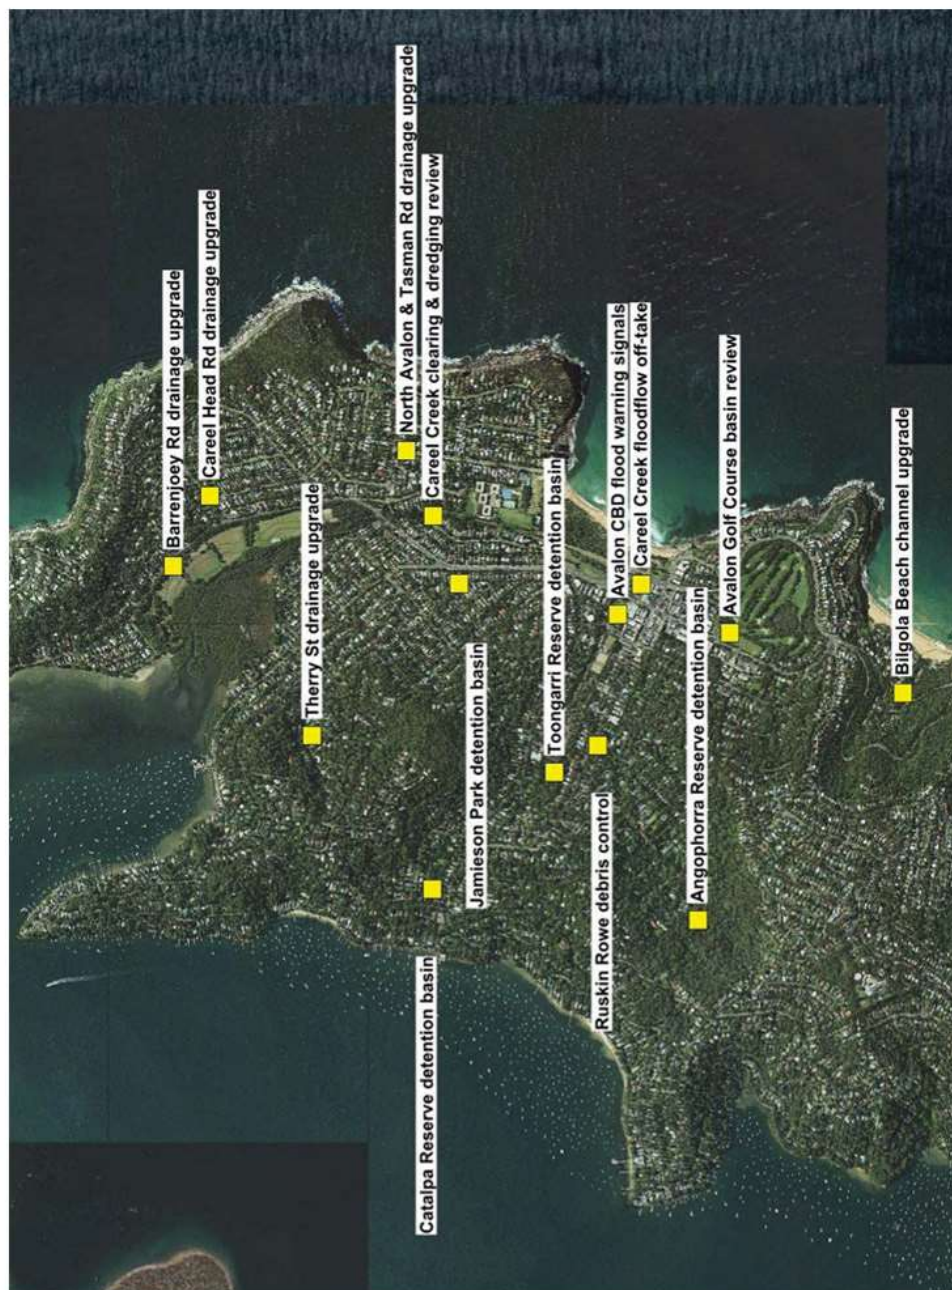 Barrenjoey Rd drainage upgrade
Careel Head Rd drainage upgrade
Therry St drainage upgrade
North Avalon & Tasman Rd drainage upgrade
Careel Creek clearing & dredging review
Catalpa Reserve detention basin
Jamieson Park detention basin
Toongarri Reserve detention basin
Ruskin Rowe debris control
Avalon CBD flood warning signals
Careel Creek floodflow off-take
Angophorra Reserve detention basin
Avalon Golf Course basin review
Bilgola Beach channel upgrade